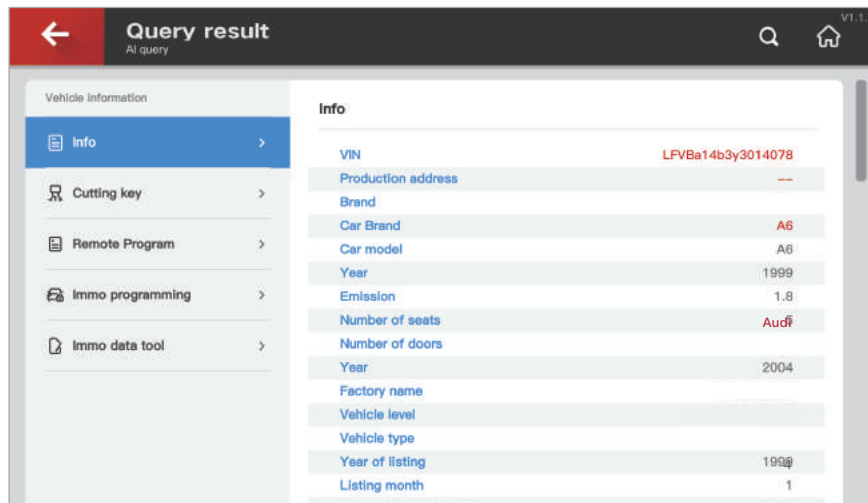 V1.1.
Query result
AI query
Vehicle information
Info
Cutting key
Remote Program
Immo programming
Immo data tool
Info
VIN LFVBa14b3y3014078
Production address --
Brand
Car Brand A6
Car model A6
Year 1999
Emission 1.8
Number of seats Audi
Number of doors
Year 2004
Factory name
Vehicle level
Vehicle type
Year of listing
Listing month 1